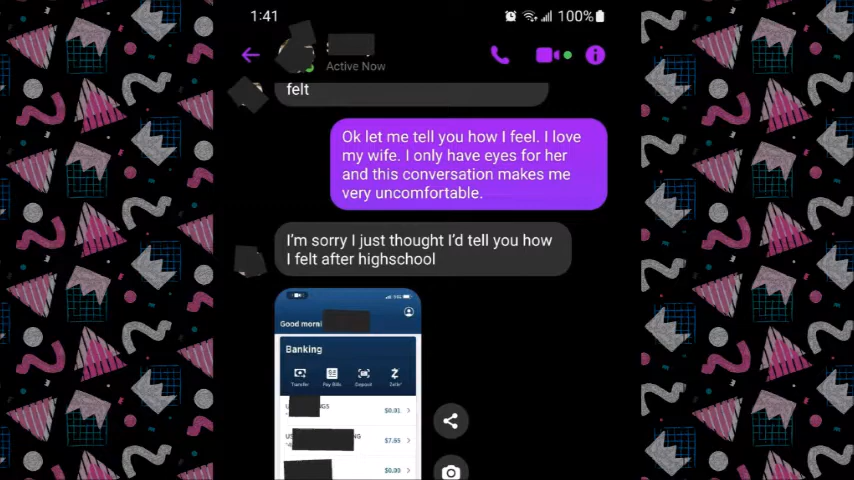 1:41
100%
Active Now
felt
Ok let me tell you how I feel. I love
my wife. I only have eyes for her
and this conversation makes me
very uncomfortable.
I'm sorry I just thought I'd tell you how
I felt after highschool
Good morni
Banking
Transfer Pay Bills Deposit Zelle
$0.01
$7.65
$0.00